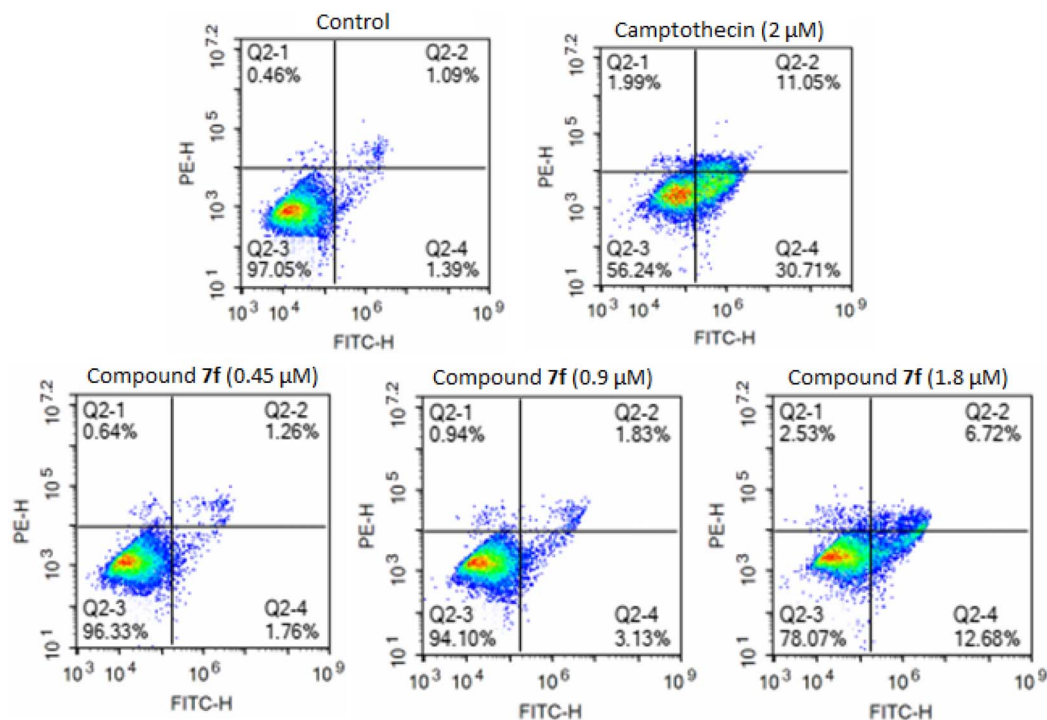 Control
Q2-1
0.46%
Q2-2
1.09%
Q2-3
97.05%
Q2-4
1.39%
PE-H
10^1
10^3
10^5
10^7.2
10^3 10^4 10^6 10^9
FITC-H
Camptothecin (2 μM)
Q2-1
1.99%
Q2-2
11.05%
Q2-3
56.24%
Q2-4
30.71%
PE-H
10^1
10^3
10^5
10^7.2
10^3 10^4 10^6 10^9
FITC-H
Compound 7f (0.45 μM)
Q2-1
0.64%
Q2-2
1.26%
Q2-3
96.33%
Q2-4
1.76%
PE-H
10^1
10^3
10^5
10^7.2
10^3 10^4 10^6 10^9
FITC-H
Compound 7f (0.9 μM)
Q2-1
0.94%
Q2-2
1.83%
Q2-3
94.10%
Q2-4
3.13%
PE-H
10^1
10^3
10^5
10^7.2
10^3 10^4 10^6 10^9
FITC-H
Compound 7f (1.8 μM)
Q2-1
2.53%
Q2-2
6.72%
Q2-3
78.07%
Q2-4
12.68%
PE-H
10^1
10^3
10^5
10^7.2
10^3 10^4 10^6 10^9
FITC-H